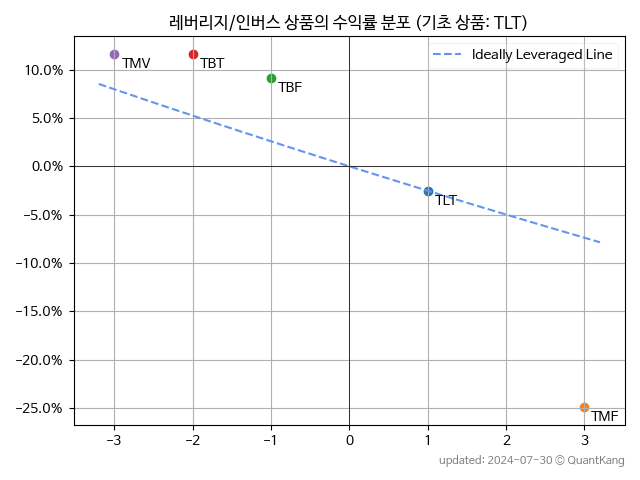 레버리지/인버스 상품의 수익률 분포 (기초 상품: TLT)
Ideally Leveraged Line
TMV
TBT
TBF
TLT
TMF
10.0%
5.0%
0.0%
−5.0%
−10.0%
−15.0%
−20.0%
−25.0%
−3 −2 −1 0 1 2 3
updated: 2024-07-30 © QuantKang